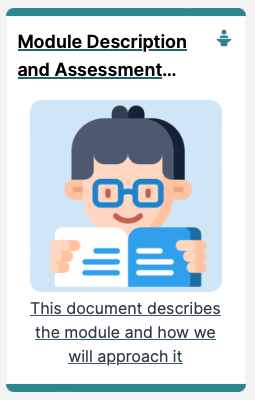 Module Description
and Assessment...
This document describes
the module and how we
will approach it